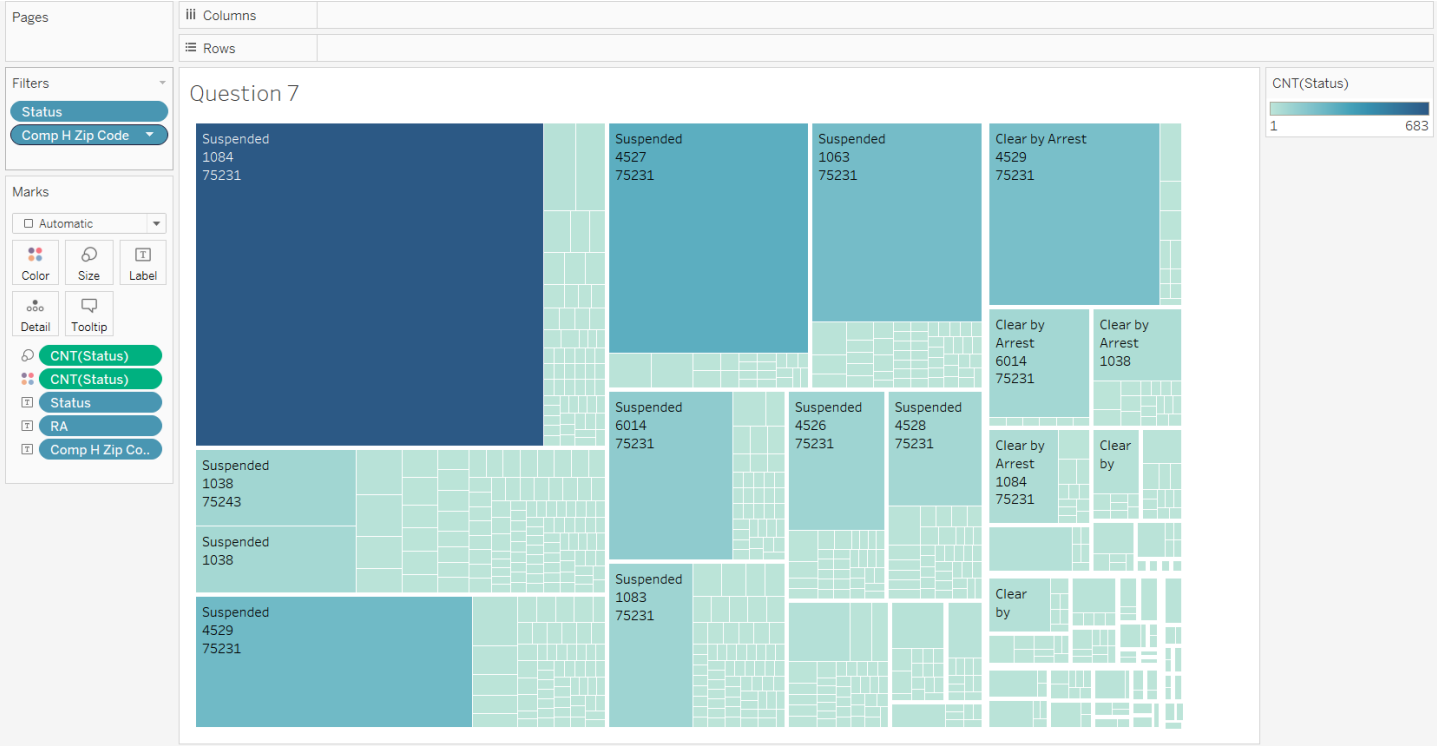 Pages
Columns
Rows
Filters
Status
Comp H Zip Code
Marks
Automatic
Color
Size
Label
Detail
Tooltip
CNT(Status)
CNT(Status)
Status
RA
Comp H Zip Co..
Question 7
Suspended
1084
75231
Suspended
1038
75243
Suspended
1038
Suspended
4529
75231
Suspended
4527
75231
Suspended
1063
75231
Suspended
6014
75231
Suspended
4526
75231
Suspended
4528
75231
Suspended
1083
75231
Clear by Arrest
4529
75231
Clear by
Arrest
6014
75231
Clear by
Arrest
1038
Clear by
Arrest
1084
75231
Clear
by
Clear
by
CNT(Status)
1 683